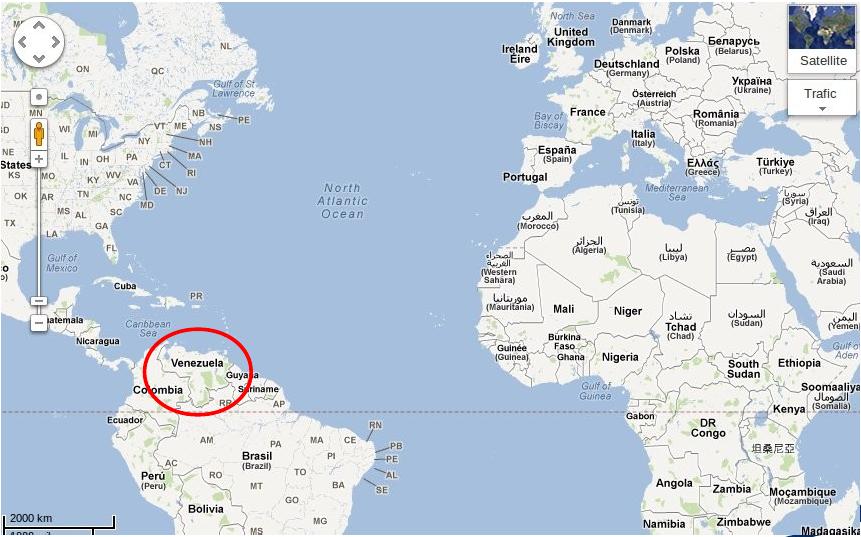 North Sea
Danmark
(Denmark)
United
Kingdom
Ireland
Éire
Беларусь
(Belarus)
Polska
(Poland)
Deutschland
(Germany)
Україна
(Ukraine)
Österreich
(Austria)
France
România
(Romania)
Bay of
Biscay
Italia
(Italy)
España
(Spain)
Portugal
Ελλάς
(Greece)
Türkiye
(Turkey)
Mediterranean
Sea
Satellite
Trafic
NL
ON
QC
Gulf of St
Lawrence
NB
PE
NS
ND
MN
VT
ME
WI
MI
NY
NH
MA
CT
RI
IA
PA
IL
IN
OH
NJ
DE
MD
States
KS
MO
KY
WV
VA
OK
AR
TN
NC
MS
AL
SC
GA
TX
LA
FL
Gulf of
Mexico
North
Atlantic
Ocean
Cuba
PR
Caribbean
Sea
atemala
Nicaragua
Venezuela
Guyana
Suriname
Colombia
RR
AP
Ecuador
RN
PB
PE
AL
SE
AM
PA
MA
CE
PI
AC
RO
TO
BA
MT
GO
MG
MS
Brasil
(Brazil)
Perú
(Peru)
Bolivia
تونس
(Tunisia)
المغرب
(Morocco)
الجزائر
(Algeria)
ليبيا
(Libya)
مصر
(Egypt)
سوريا
(Syria)
العراق
(Iraq)
السعودية
(Saudi
Arabia)
الصحراء
الغربية
(Western
Sahara)
موريتانيا
(Mauritania)
Mali
Niger
تشاد
Tchad
(Chad)
السودان
(Sudan)
اليمن
(Yemen
Gulf of
Aden
Guinée
(Guinea)
Burkina
Faso
Ghana
Nigeria
South
Sudan
Ethiopia
Soomaaliya
الصومال
(Somalia)
Gulf of
Guinea
Gabon
DR
Congo
Kenya
坦桑尼亞
Angola
Zambia
Moçambique
(Mozambique)
Namibia
Zimbabwe
2000 km